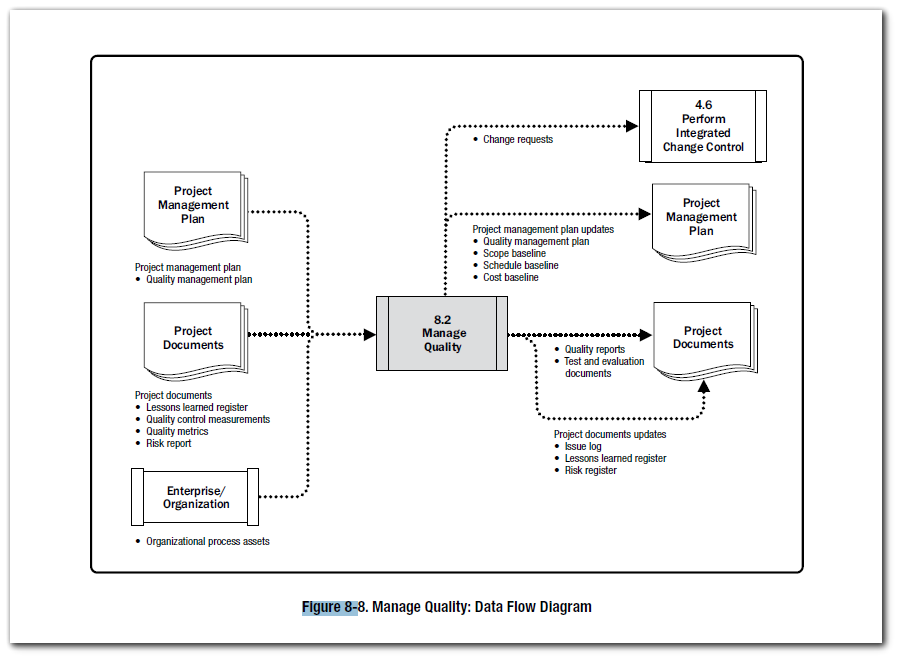 4.6
Perform
Integrated
Change Control
• Change requests
Project
Management
Plan
Project management plan
• Quality management plan
Project
Management
Plan
Project management plan updates
• Quality management plan
• Scope baseline
• Schedule baseline
• Cost baseline
Project
Documents
Project documents
• Lessons learned register
• Quality control measurements
• Quality metrics
• Risk report
8.2
Manage
Quality
Project
Documents
• Quality reports
• Test and evaluation
documents
Project documents updates
• Issue log
• Lessons learned register
• Risk register
Enterprise/
Organization
• Organizational process assets
Figure 8-8. Manage Quality: Data Flow Diagram